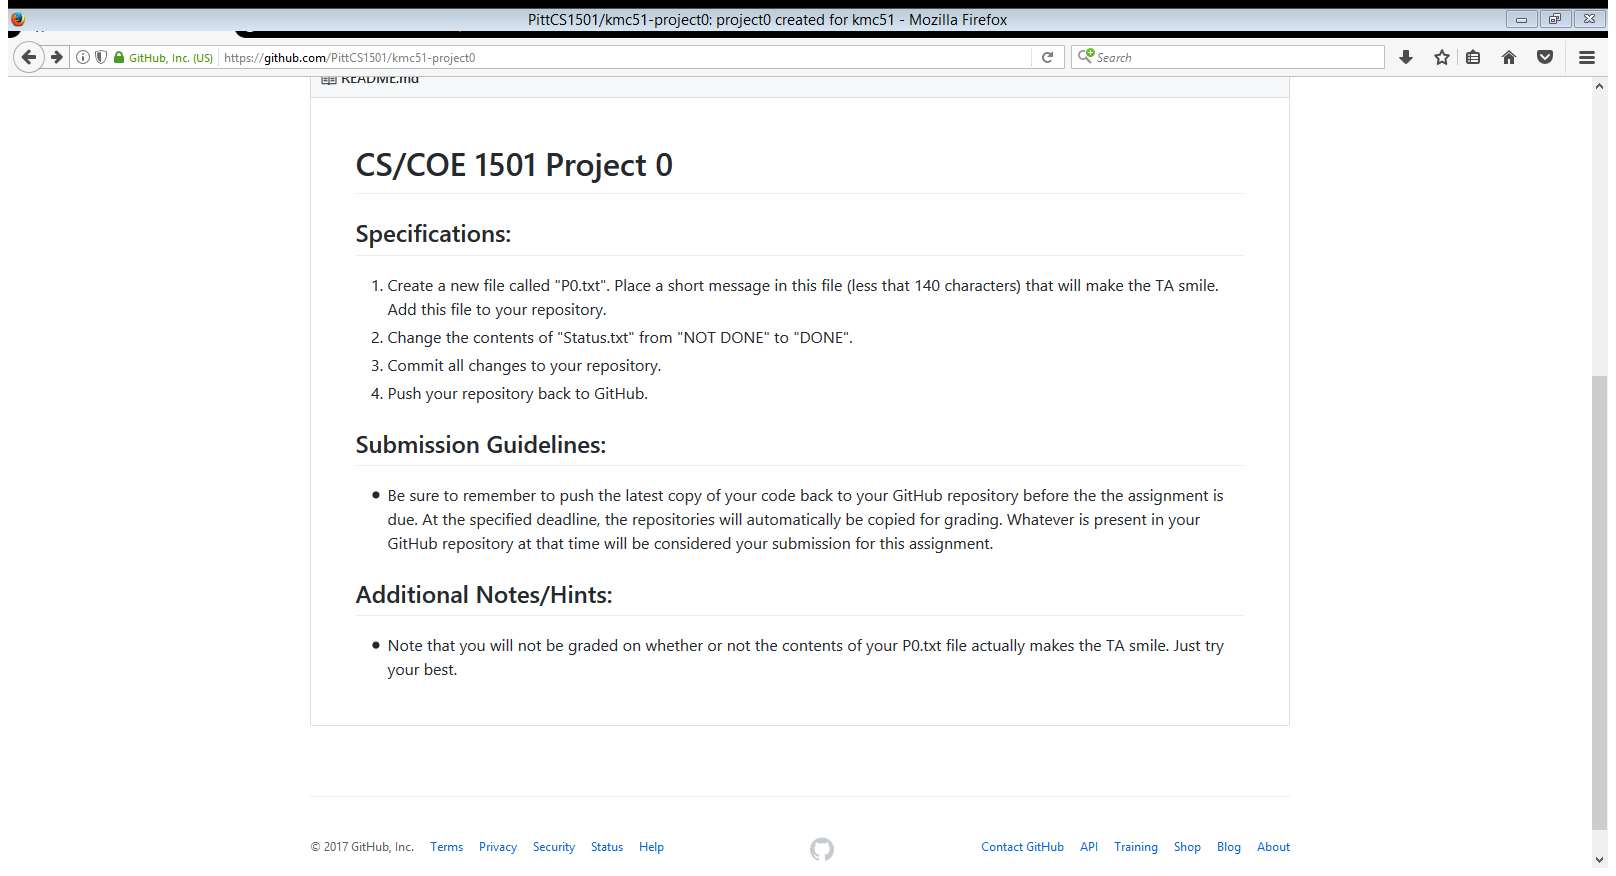 PittCS1501/kmc51-project0: project0 created for kmc51 - Mozilla Firefox
GitHub, Inc. (US) https://github.com/PittCS1501/kmc51-project0 Search
README.md
CS/COE 1501 Project 0
Specifications:
1. Create a new file called "P0.txt". Place a short message in this file (less that 140 characters) that will make the TA smile.
Add this file to your repository.
2. Change the contents of "Status.txt" from "NOT DONE" to "DONE".
3. Commit all changes to your repository.
4. Push your repository back to GitHub.
Submission Guidelines:
Be sure to remember to push the latest copy of your code back to your GitHub repository before the the assignment is
due. At the specified deadline, the repositories will automatically be copied for grading. Whatever is present in your
GitHub repository at that time will be considered your submission for this assignment.
Additional Notes/Hints:
Note that you will not be graded on whether or not the contents of your P0.txt file actually makes the TA smile. Just try
your best.
© 2017 GitHub, Inc. Terms Privacy Security Status Help Contact GitHub API Training Shop Blog About